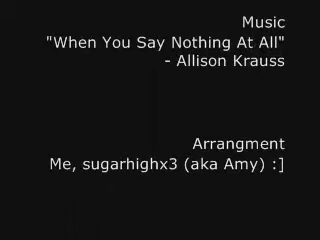 Music
"When You Say Nothing At All"
- Allison Krauss
Arrangment
Me, sugarhighx3 (aka Amy) :]